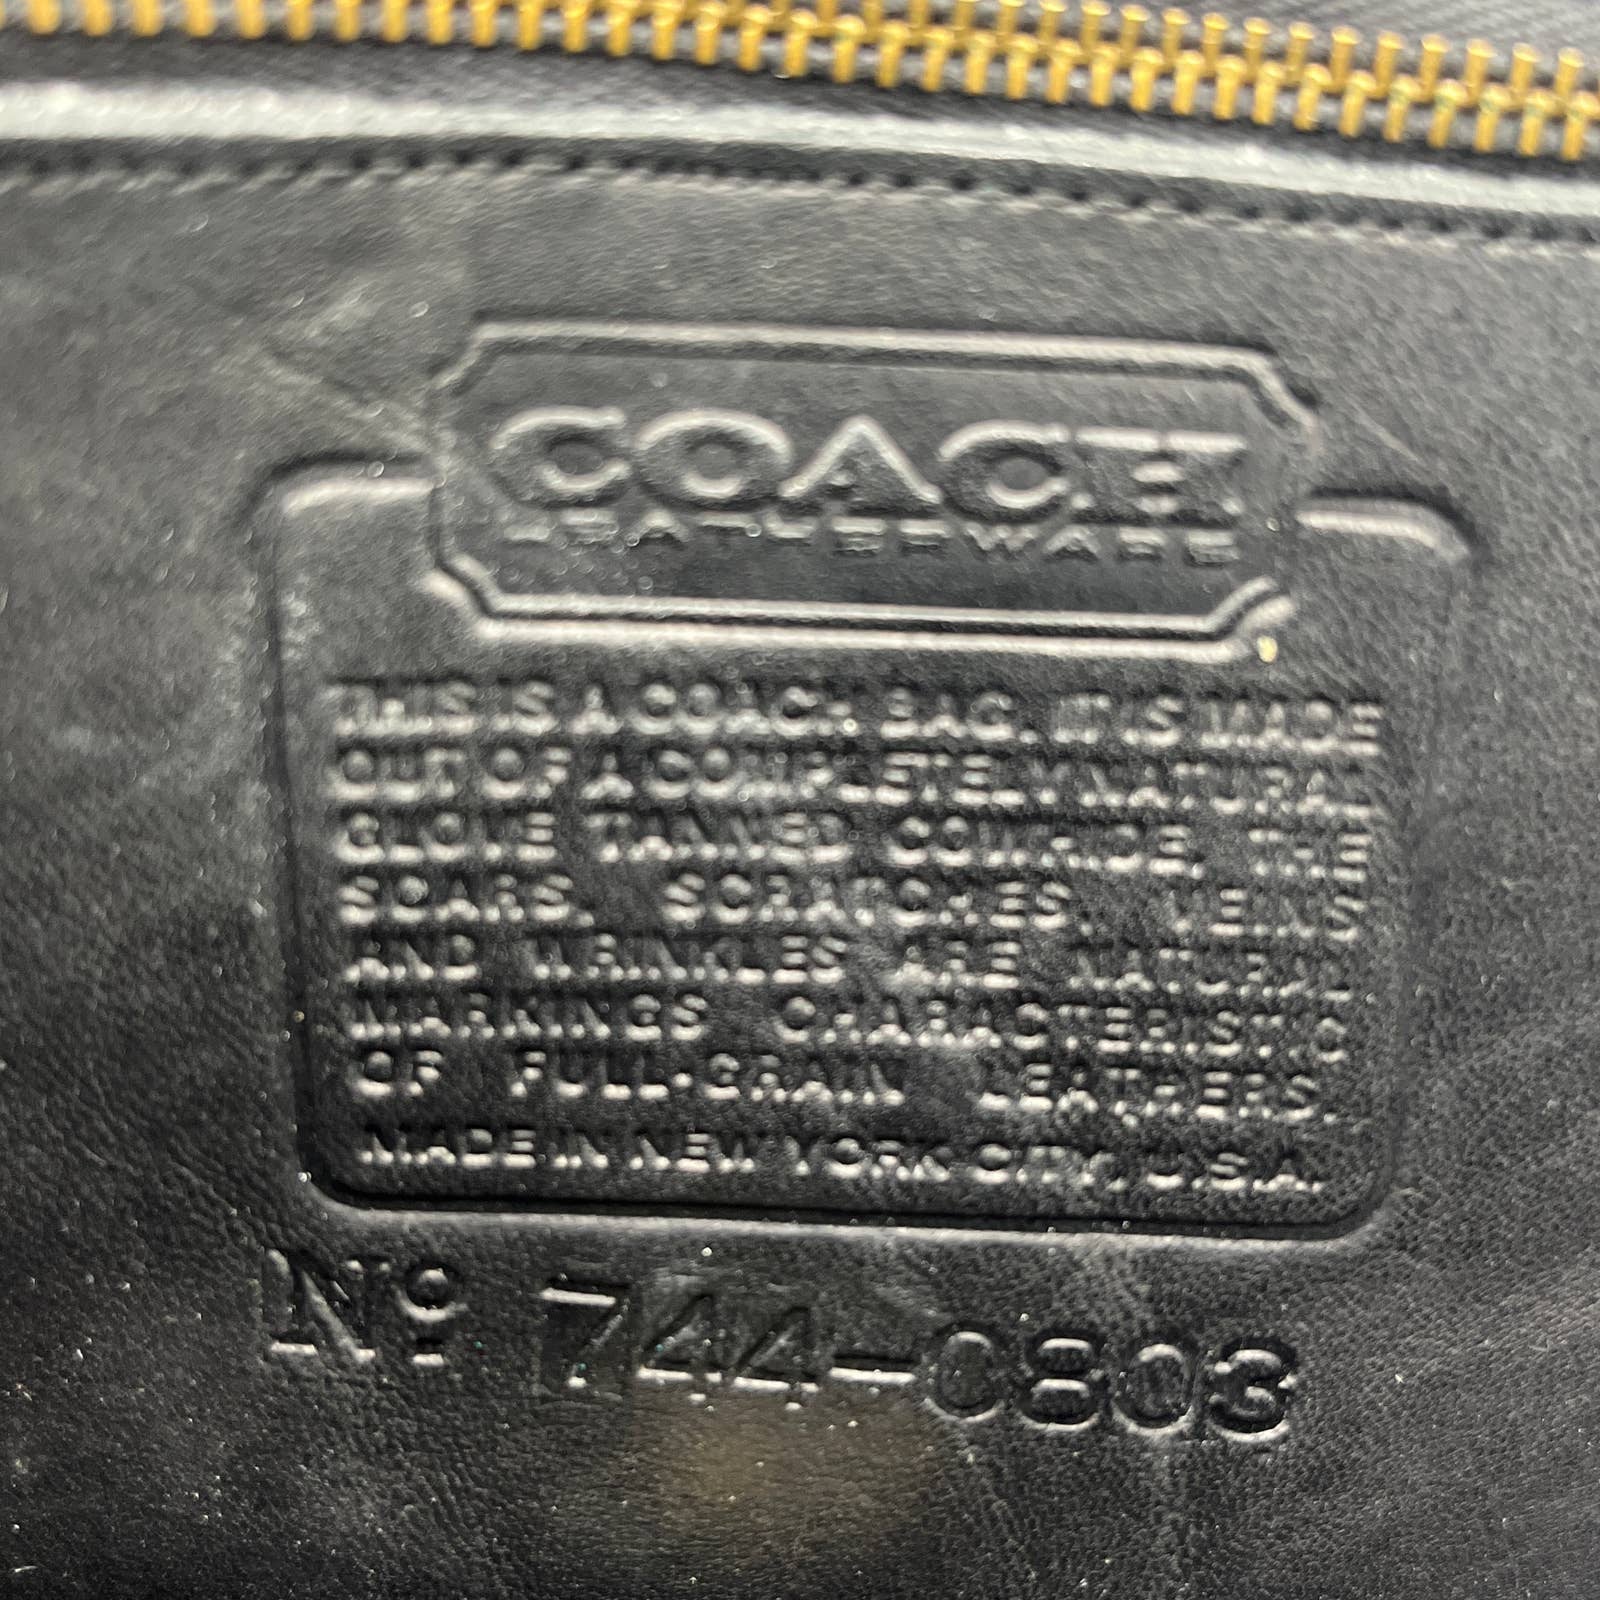 COACH
LEATHERWARE
THIS IS A COACH BAG. IT IS MADE
OUT OF A COMPLETELY NATURAL
GLOVE TANNED COWHIDE. THE
SCARS, SCRATCHES, VEINS
AND WRINKLES ARE NATURAL
MARKINGS CHARACTERISTIC
OF FULL-GRAIN LEATHERS.
MADE IN NEW YORK CITY, U.S.A.
Nº 744-0803